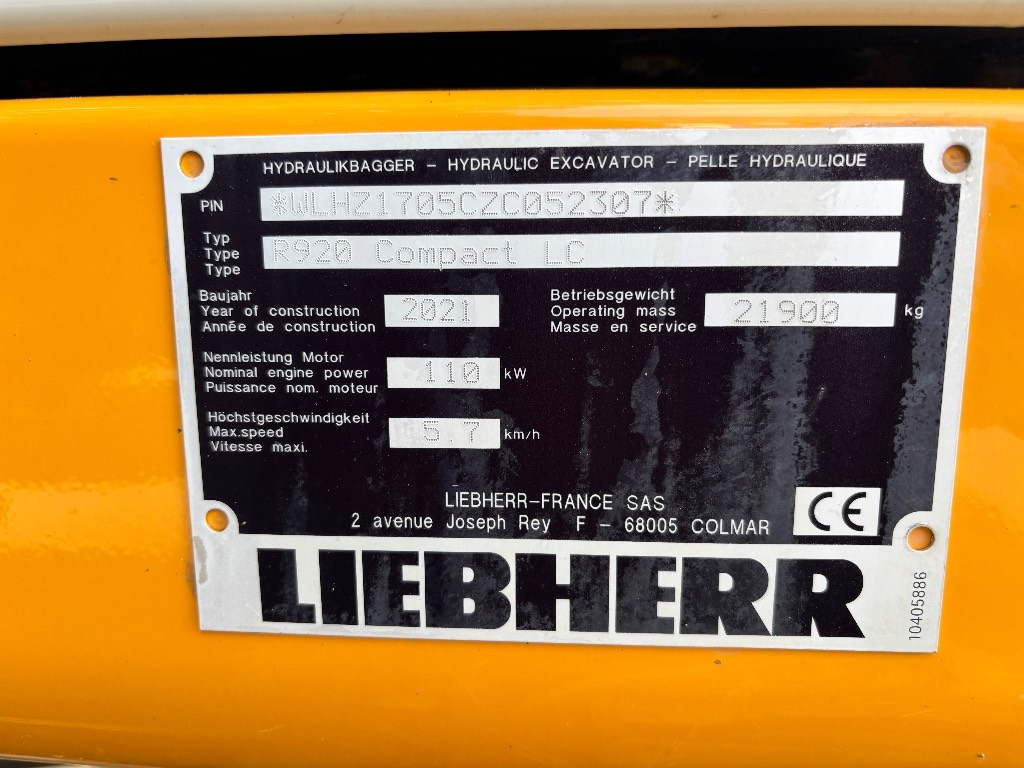 HYDRAULIKBAGGER - HYDRAULIC EXCAVATOR - PELLE HYDRAULIQUE
PIN *WLHZ1705CZC052307*
Typ
Type R920 Compact LC
Type
Baujahr
Year of construction 2021
Année de construction
Betriebsgewicht
Operating mass 21900 kg
Masse en service
Nennleistung Motor
Nominal engine power 110 kW
Puissance nom. moteur
Höchstgeschwindigkeit
Max.speed 5.7 km/h
Vitesse maxi.
LIEBHERR-FRANCE SAS
2 avenue Joseph Rey F - 68005 COLMAR
CE
LIEBHERR
10405886